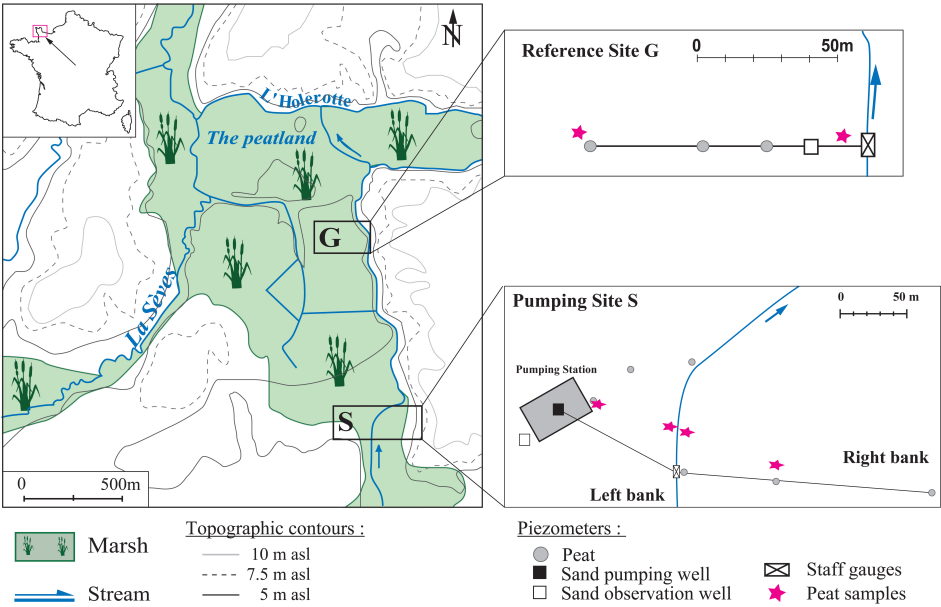 N
L'Holerotte
The peatland
G
La Sèves
S
0 500m
Reference Site G
0 50m
Pumping Site S
0 50 m
Pumping Station
Right bank
Left bank
Marsh
Stream
Topographic contours :
10 m asl
7.5 m asl
5 m asl
Piezometers :
Peat
Sand pumping well
Sand observation well
Staff gauges
Peat samples